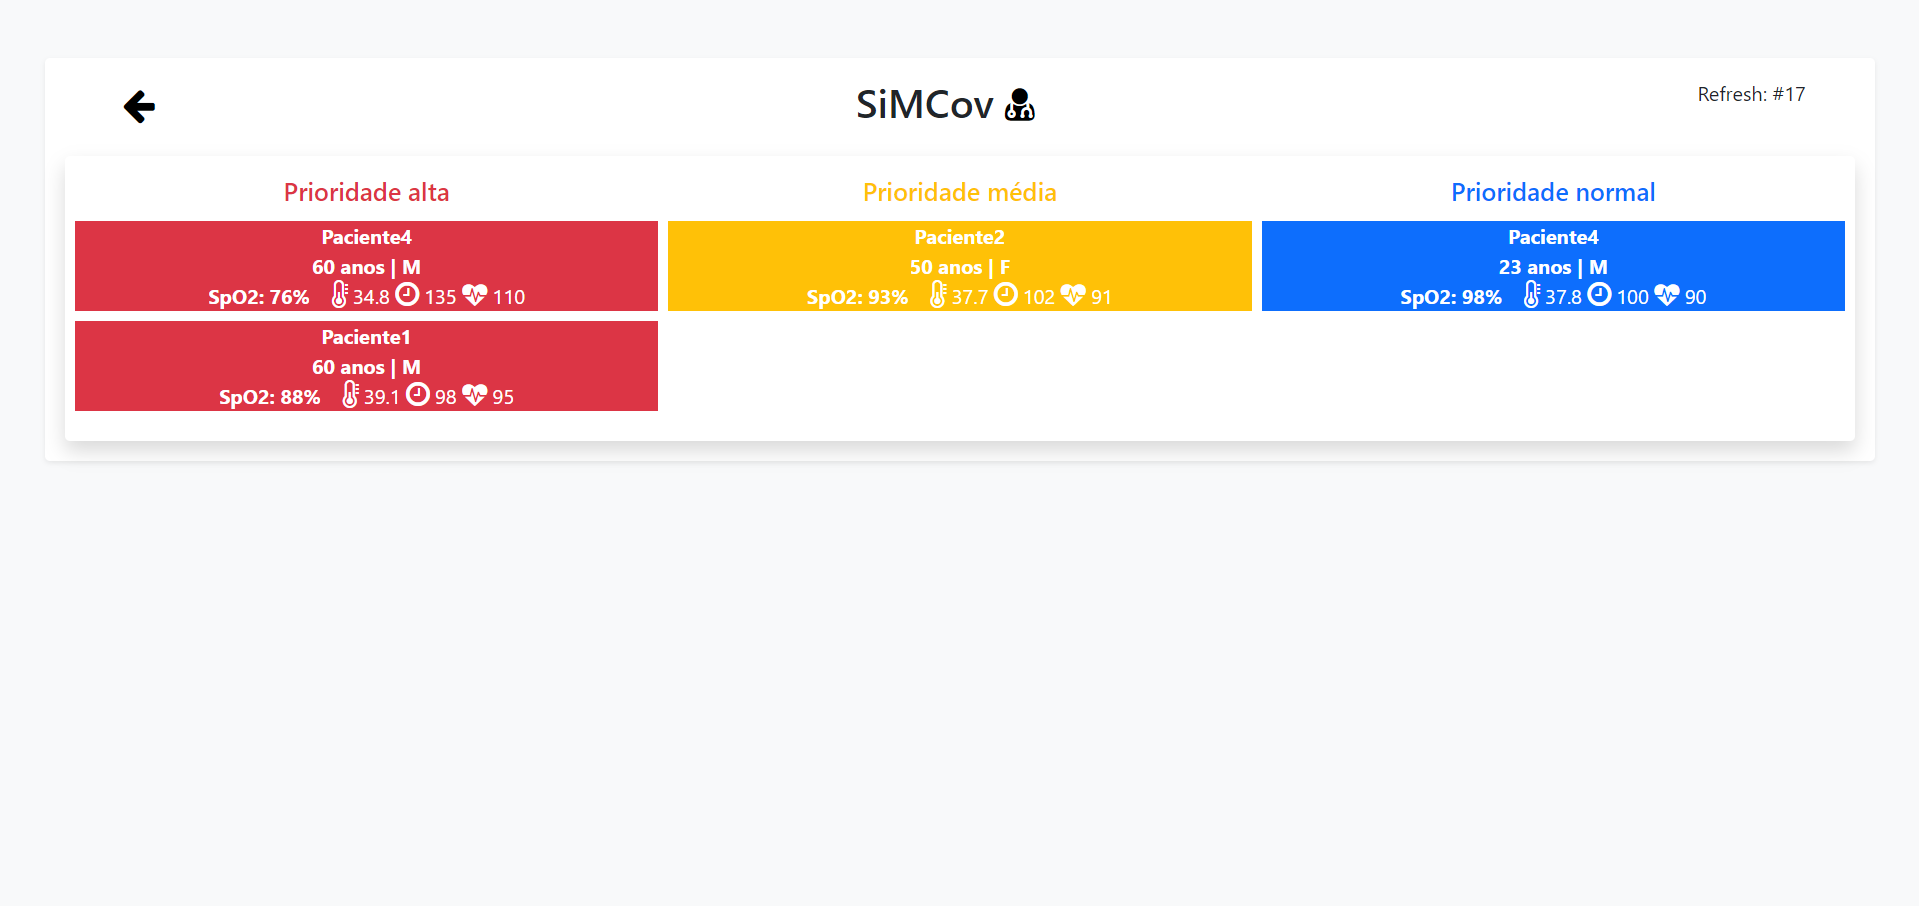 SiMCov
Refresh: #17
Prioridade alta
Paciente4
60 anos | M
SpO2: 76% 34.8 135 110
Paciente1
60 anos | M
SpO2: 88% 39.1 98 95
Prioridade média
Paciente2
50 anos | F
SpO2: 93% 37.7 102 91
Prioridade normal
Paciente4
23 anos | M
SpO2: 98% 37.8 100 90